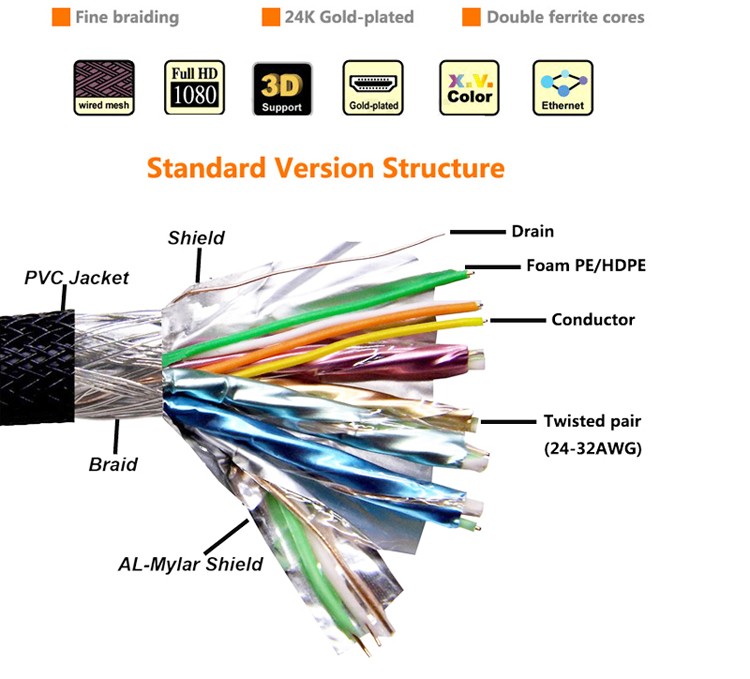 Fine braiding
24K Gold-plated
Double ferrite cores
wired mesh
Full HD
1080
3D
Support
Gold-plated
X.V.
Color
Ethernet
Standard Version Structure
Drain
Shield
Foam PE/HDPE
PVC Jacket
Conductor
Twisted pair
(24-32AWG)
Braid
AL-Mylar Shield